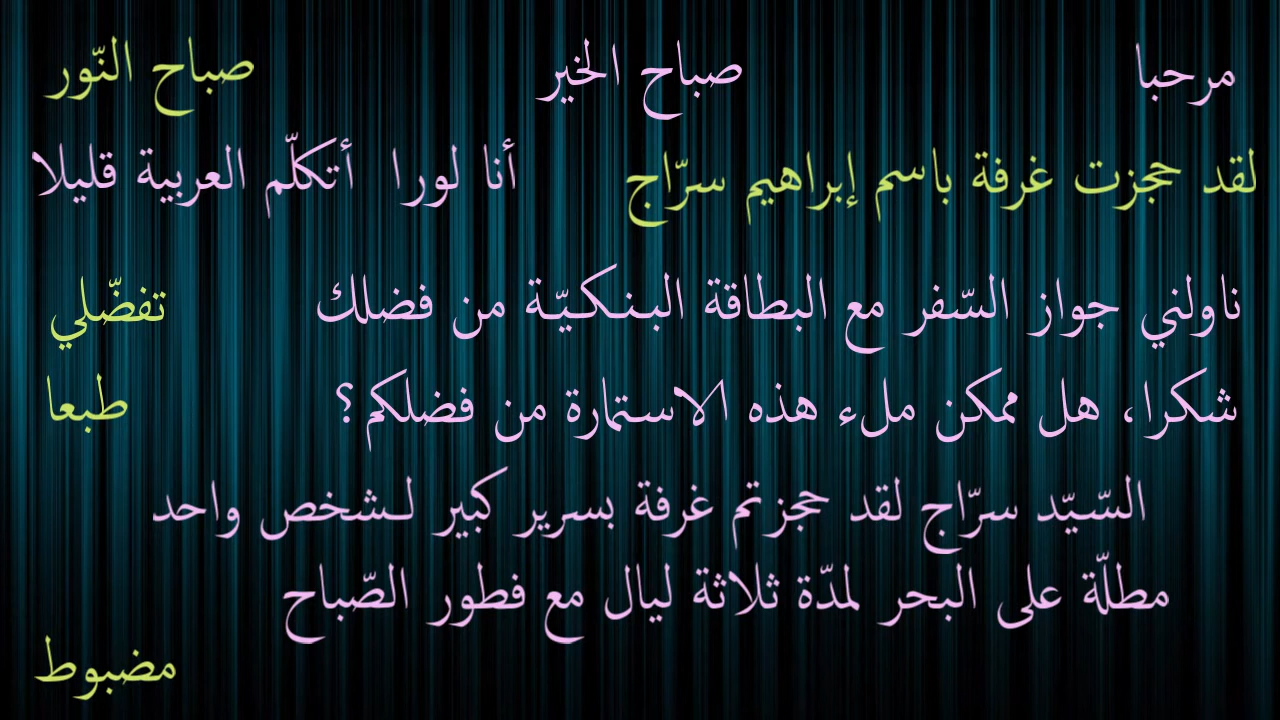 مرحبا صباح الخير صباح النّور
لقد حجزت غرفة باسم إبراهيم سرّاج أنا لورا أتكلّم العربية قليلا
ناولني جواز السّفر مع البطاقة البنكيّة من فضلك تفضّلي
شكرا، هل ممكن ملء هذه الاستمارة من فضلكم؟ طبعا
السّيّد سرّاج لقد حجزتم غرفة بسرير كبير لشخص واحد
مطلّة على البحر لمدّة ثلاثة ليال مع فطور الصّباح
مضبوط